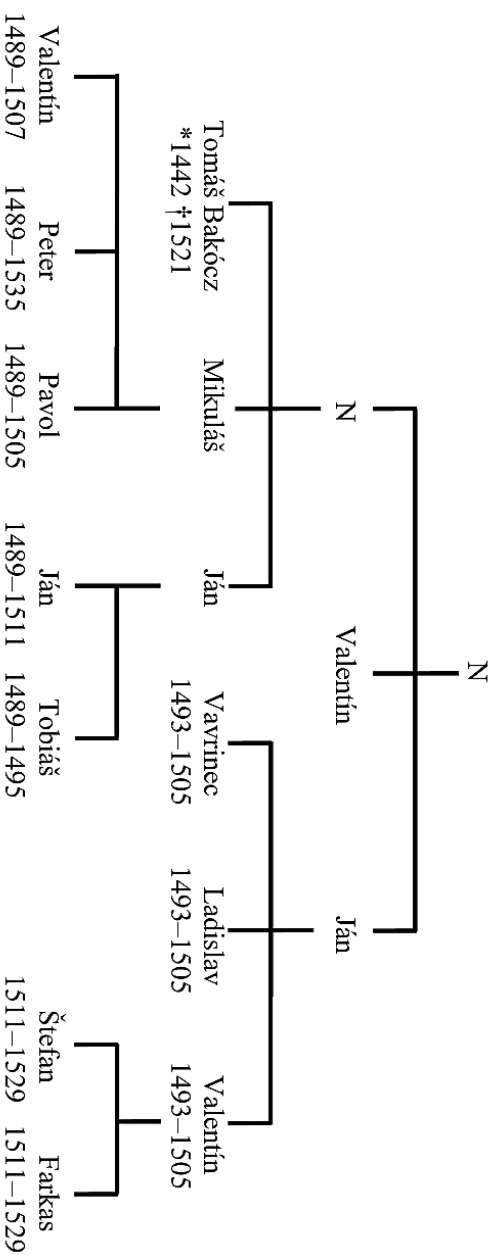 N
N
Valentín
Ján
Tomáš Bakócz
*1442 †1521
Mikuláš
Ján
Vavrinec
1493–1505
Ladislav
1493–1505
Valentín
1493–1505
Valentín
1489–1507
Peter
1489–1535
Pavol
1489–1505
Ján
1489–1511
Tobiáš
1489–1495
Štefan
1511–1529
Farkas
1511–1529